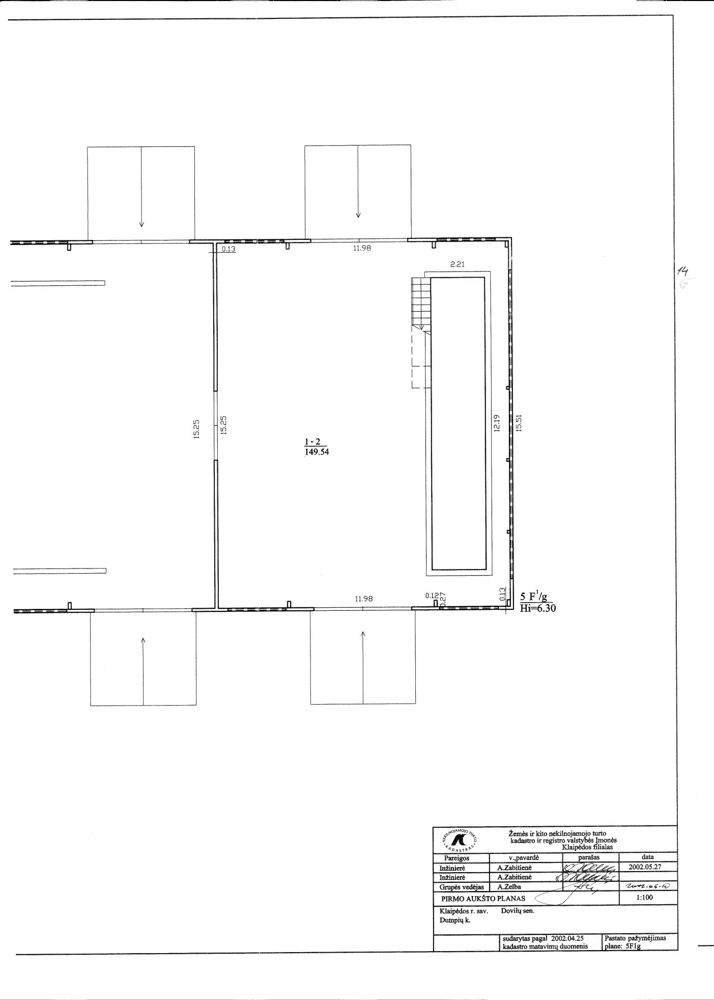 0.13
11.98
2.21
14
15.25
15.25
12.19
15.51
1 - 2
149.54
11.98
0.12
0.27
0.13
5 F¹/g
Hi=6.30
NEKILNOJAMOJO TURTO
KADASTRAS
Žemės ir kito nekilnojamojo turto
kadastro ir registro valstybės Įmonės
Klaipėdos filialas
Pareigos v.,pavardė parašas data
Inžinierė A.Zabitienė 2002.05.27
Inžinierė A.Zabitienė
Grupės vedėjas A.Zelba
PIRMO AUKŠTO PLANAS 1:100
Klaipėdos r. sav. Dovilų sen.
Dumpių k.
sudarytas pagal 2002.04.25
kadastro matavimų duomenis
Pastato pažymėjimas
plane: 5F1g